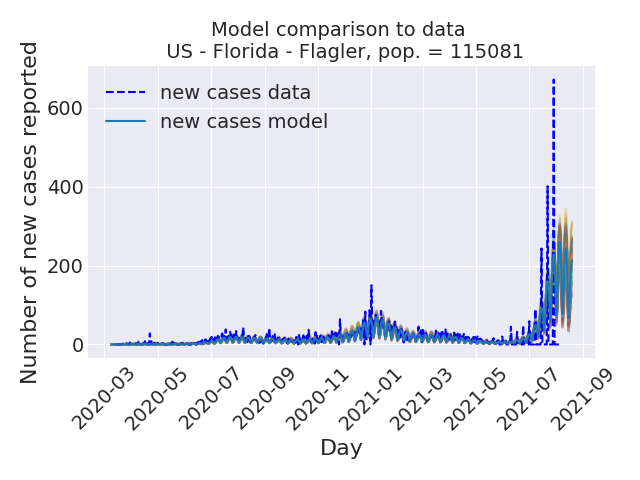 Model comparison to data
US - Florida - Flagler, pop. = 115081
Number of new cases reported
600
400
200
0
new cases data
new cases model
2020-03
2020-05
2020-07
2020-09
2020-11
2021-01
2021-03
2021-05
2021-07
2021-09
Day